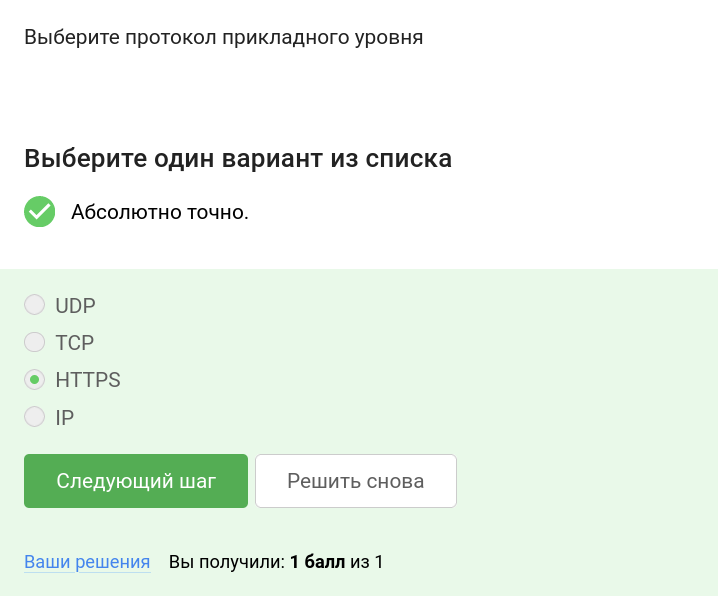 Выберите протокол прикладного уровня
Выберите один вариант из списка
Абсолютно точно.
UDP
TCP
HTTPS
IP
Следующий шаг
Решить снова
Ваши решения Вы получили: 1 балл из 1